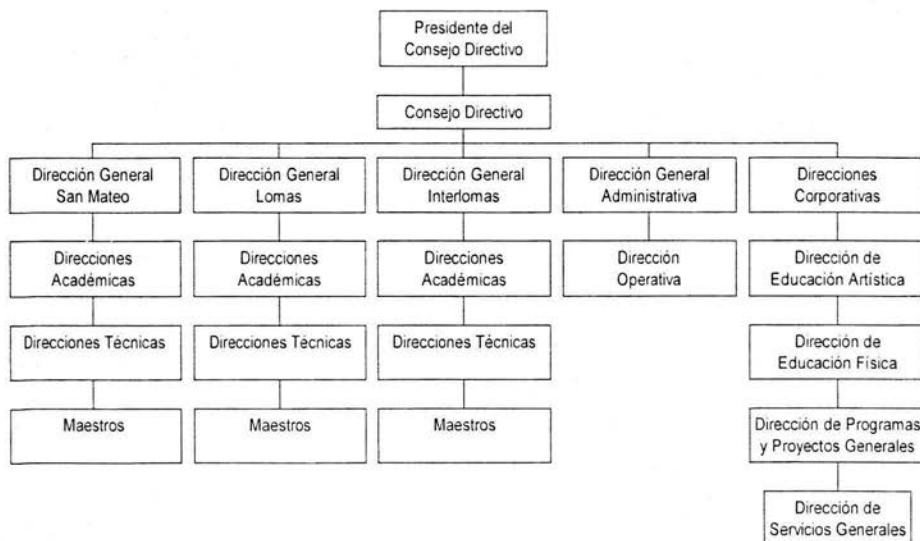 Presidente del
Consejo Directivo
Consejo Directivo
Dirección General
San Mateo
Dirección General
Lomas
Dirección General
Interlomas
Dirección General
Administrativa
Direcciones
Corporativas
Direcciones
Académicas
Direcciones
Académicas
Direcciones
Académicas
Dirección
Operativa
Dirección de
Educación Artística
Direcciones Técnicas
Direcciones Técnicas
Direcciones Técnicas
Dirección de
Educación Física
Maestros
Maestros
Maestros
Dirección de Programas
y Proyectos Generales
Dirección de
Servicios Generales